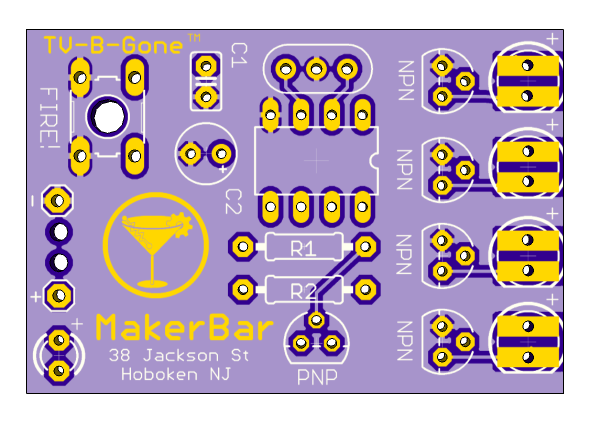 TV-B-Gone™
C1
FIRE!
NPN
+
+
C2
NPN
+
-
R1
NPN
+
+
R2
NPN
+
+
MakerBar
38 Jackson St
Hoboken NJ
PNP